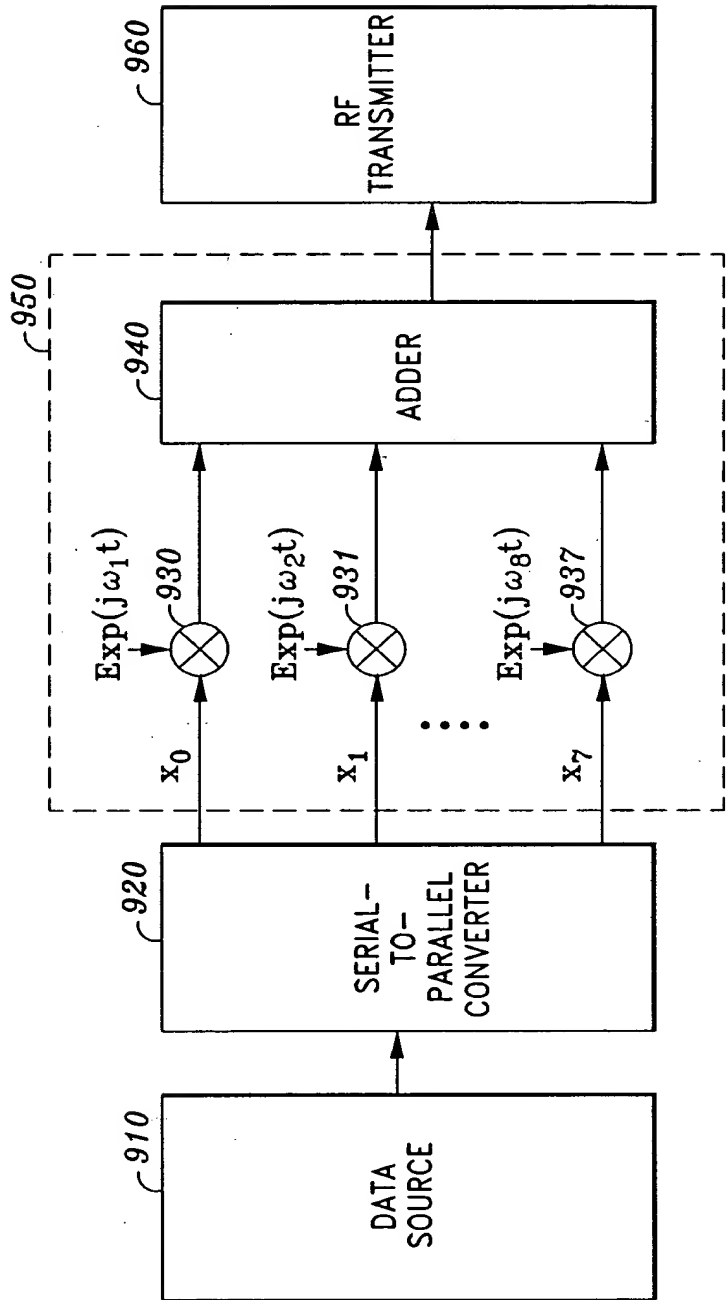 910
DATA
SOURCE
920
SERIAL-
TO-
PARALLEL
CONVERTER
950
x₀
Exp(jω₁t)
930
x₁
Exp(jω₂t)
931
x₇
Exp(jω₈t)
937
940
ADDER
960
RF
TRANSMITTER